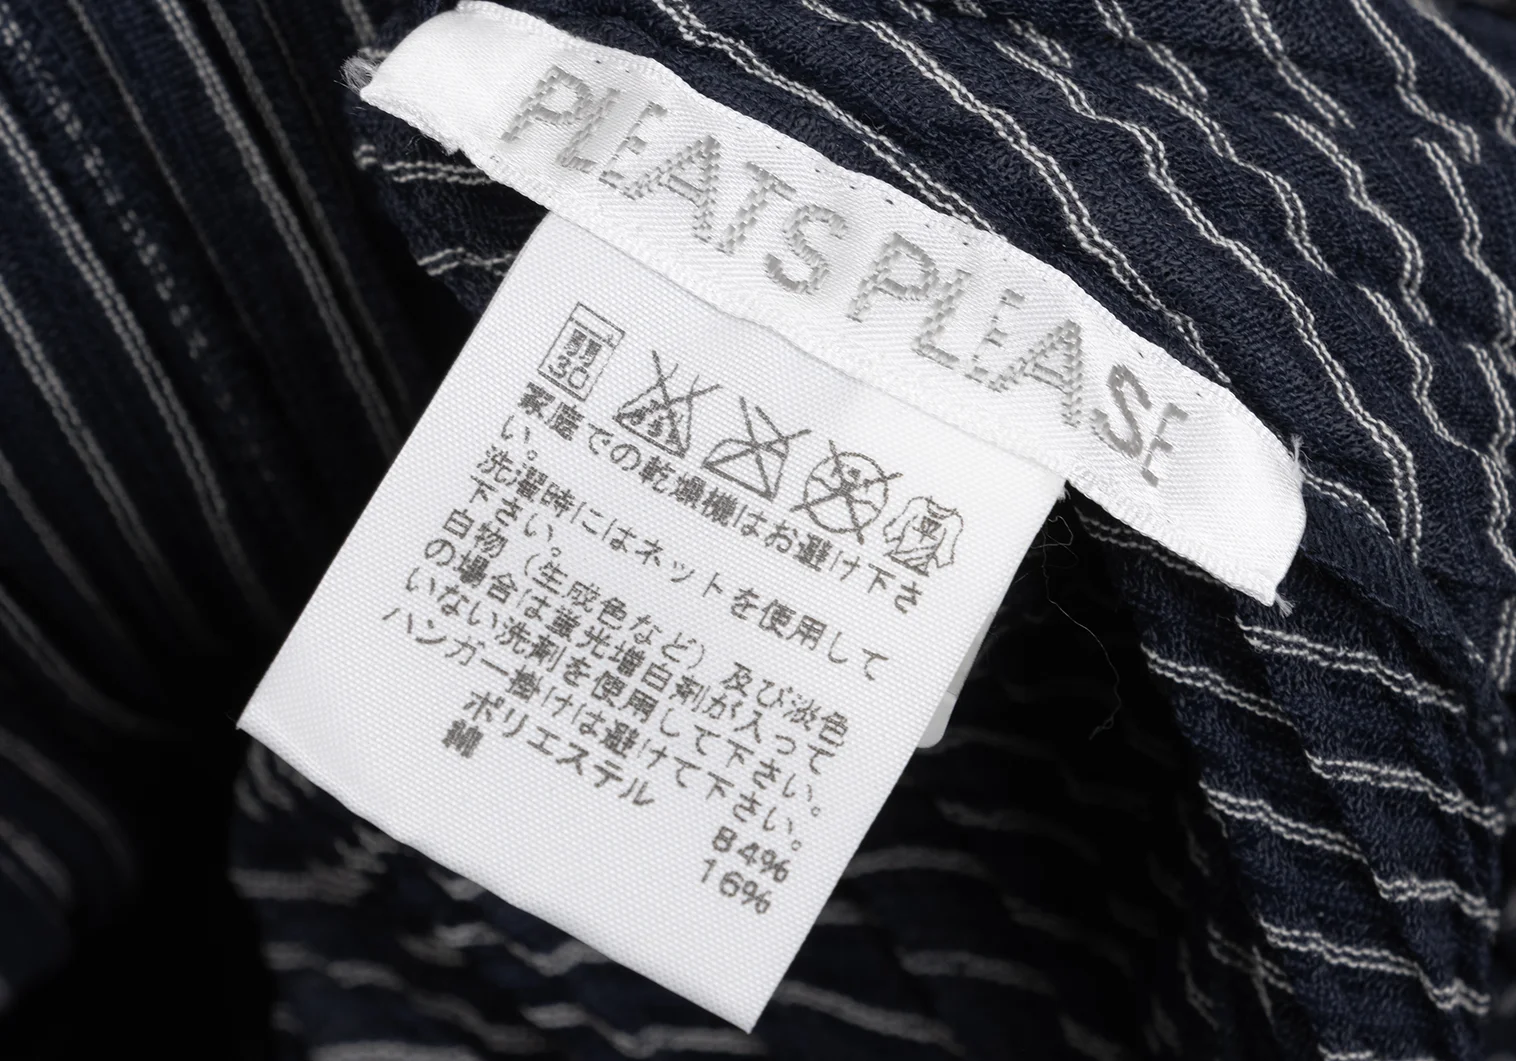 PLEATS PLEASE
弱
30
家庭での乾燥機はお避け下さ
い。
洗濯時にはネットを使用して
下さい。
白物（生成色など）及び淡色
の場合は蛍光増白剤が入って
いない洗剤を使用して下さい。
ハンガー掛けは避けて下さい。
ポリエステル 84%
綿 16%